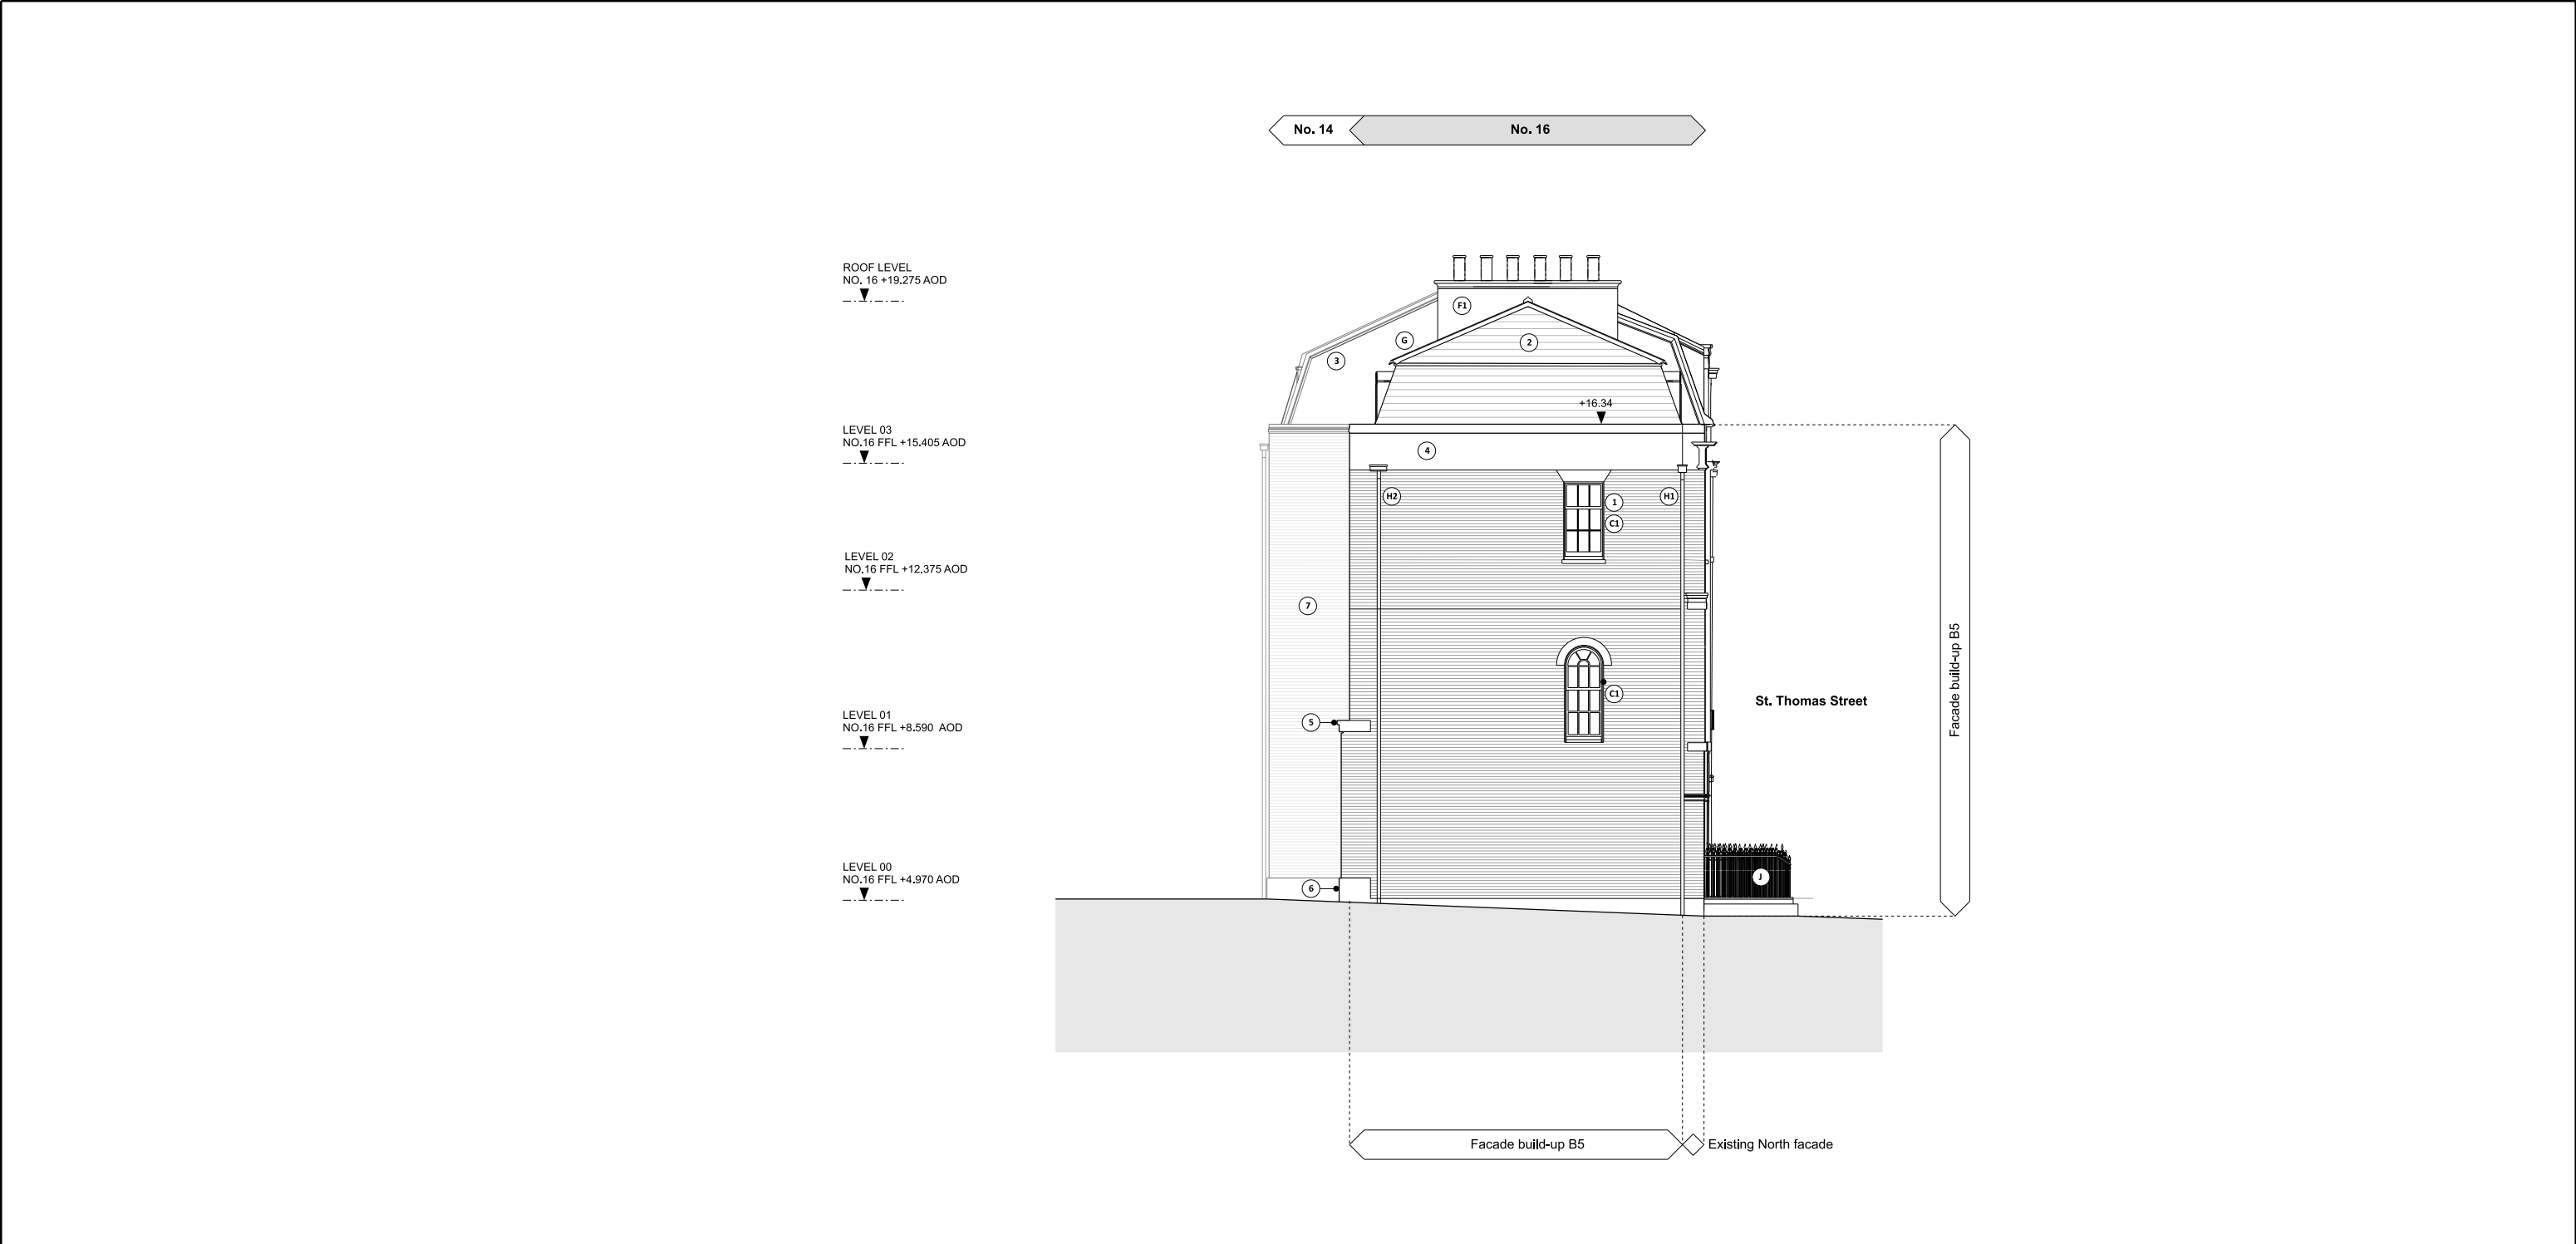 No. 14
No. 16
ROOF LEVEL
NO. 16 +19.275 AOD
F1
G
2
3
+16.34
LEVEL 03
NO.16 FFL +15.405 AOD
4
H2
H1
1
C1
LEVEL 02
NO.16 FFL +12.375 AOD
7
Facade build-up B5
C1
St. Thomas Street
LEVEL 01
NO.16 FFL +8.590 AOD
5
LEVEL 00
NO.16 FFL +4.970 AOD
J
6
Facade build-up B5
Existing North facade